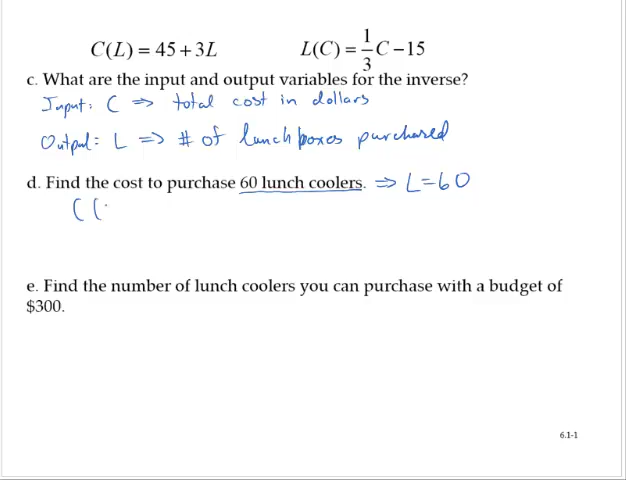 C(L) = 45 + 3L L(C) = 1/3 C − 15
c. What are the input and output variables for the inverse?
Input: C ⇒ total cost in dollars
Output: L ⇒ # of lunch boxes purchased
d. Find the cost to purchase 60 lunch coolers. ⇒ L=60
C(
e. Find the number of lunch coolers you can purchase with a budget of
$300.
6.1-1